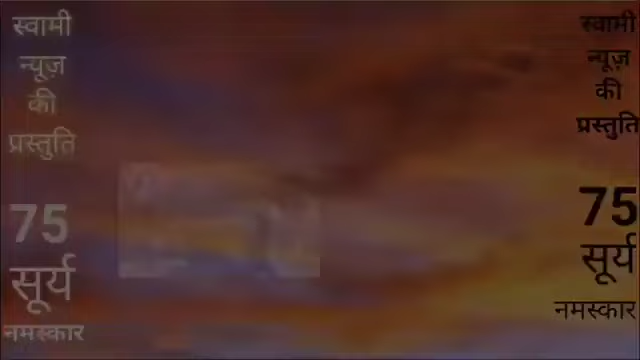 स्वामी
न्यूज़
की
प्रस्तुति
75
सूर्य
नमस्कार
स्वामी
न्यूज़
की
प्रस्तुति
75
सूर्य
नमस्कार